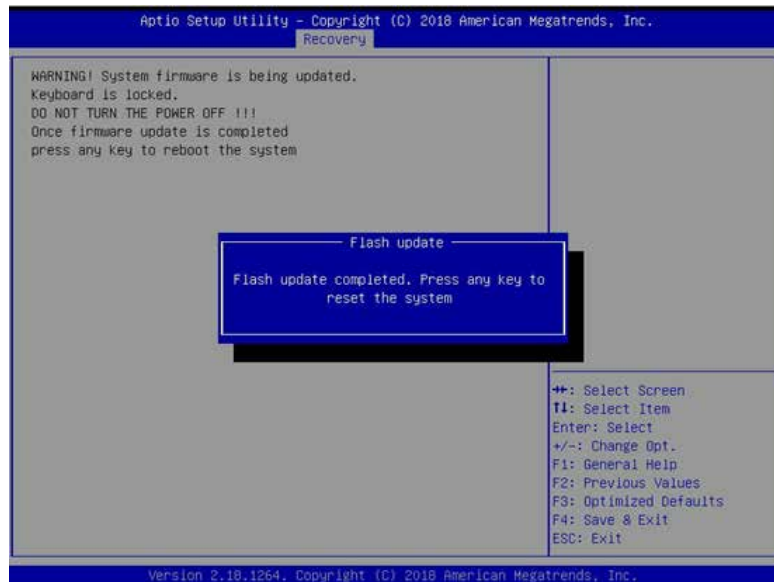 Aptio Setup Utility – Copyright (C) 2018 American Megatrends, Inc.
Recovery
WARNING! System firmware is being updated.
Keyboard is locked.
DO NOT TURN THE POWER OFF !!!
Once firmware update is completed
press any key to reboot the system
Flash update
Flash update completed. Press any key to
reset the system
→←: Select Screen
↑↓: Select Item
Enter: Select
+/-: Change Opt.
F1: General Help
F2: Previous Values
F3: Optimized Defaults
F4: Save & Exit
ESC: Exit
Version 2.18.1264. Copyright (C) 2018 American Megatrends, Inc.